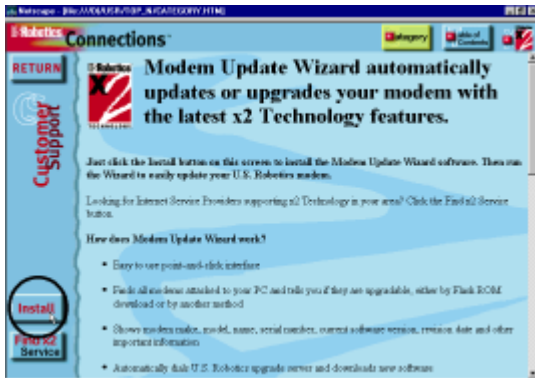 Netscape - [file:///VOL/USR/TOP_N/CATEGORY.HTM]
U.S. Robotics Connections
Category
Table of Contents
RETURN
Customer Support
U.S. Robotics
x2
TECHNOLOGY
Modem Update Wizard automatically
updates or upgrades your modem with
the latest x2 Technology features.
Just click the Install button on this screen to install the Modem Update Wizard software. Then run
the Wizard to easily update your U.S. Robotics modem.
Looking for Internet Service Providers supporting x2 Technology in your area? Click the Find x2 Service
button.
How does Modem Update Wizard work?
• Easy to use point-and-click interface
• Finds all modems attached to your PC and tells you if they are upgradable, either by Flash ROM
download or by another method
• Shows modem make, model, name, serial number, current software version, revision date and other
important information
• Automatically dials U.S. Robotics upgrade server and downloads new software
Install
Find x2
Service